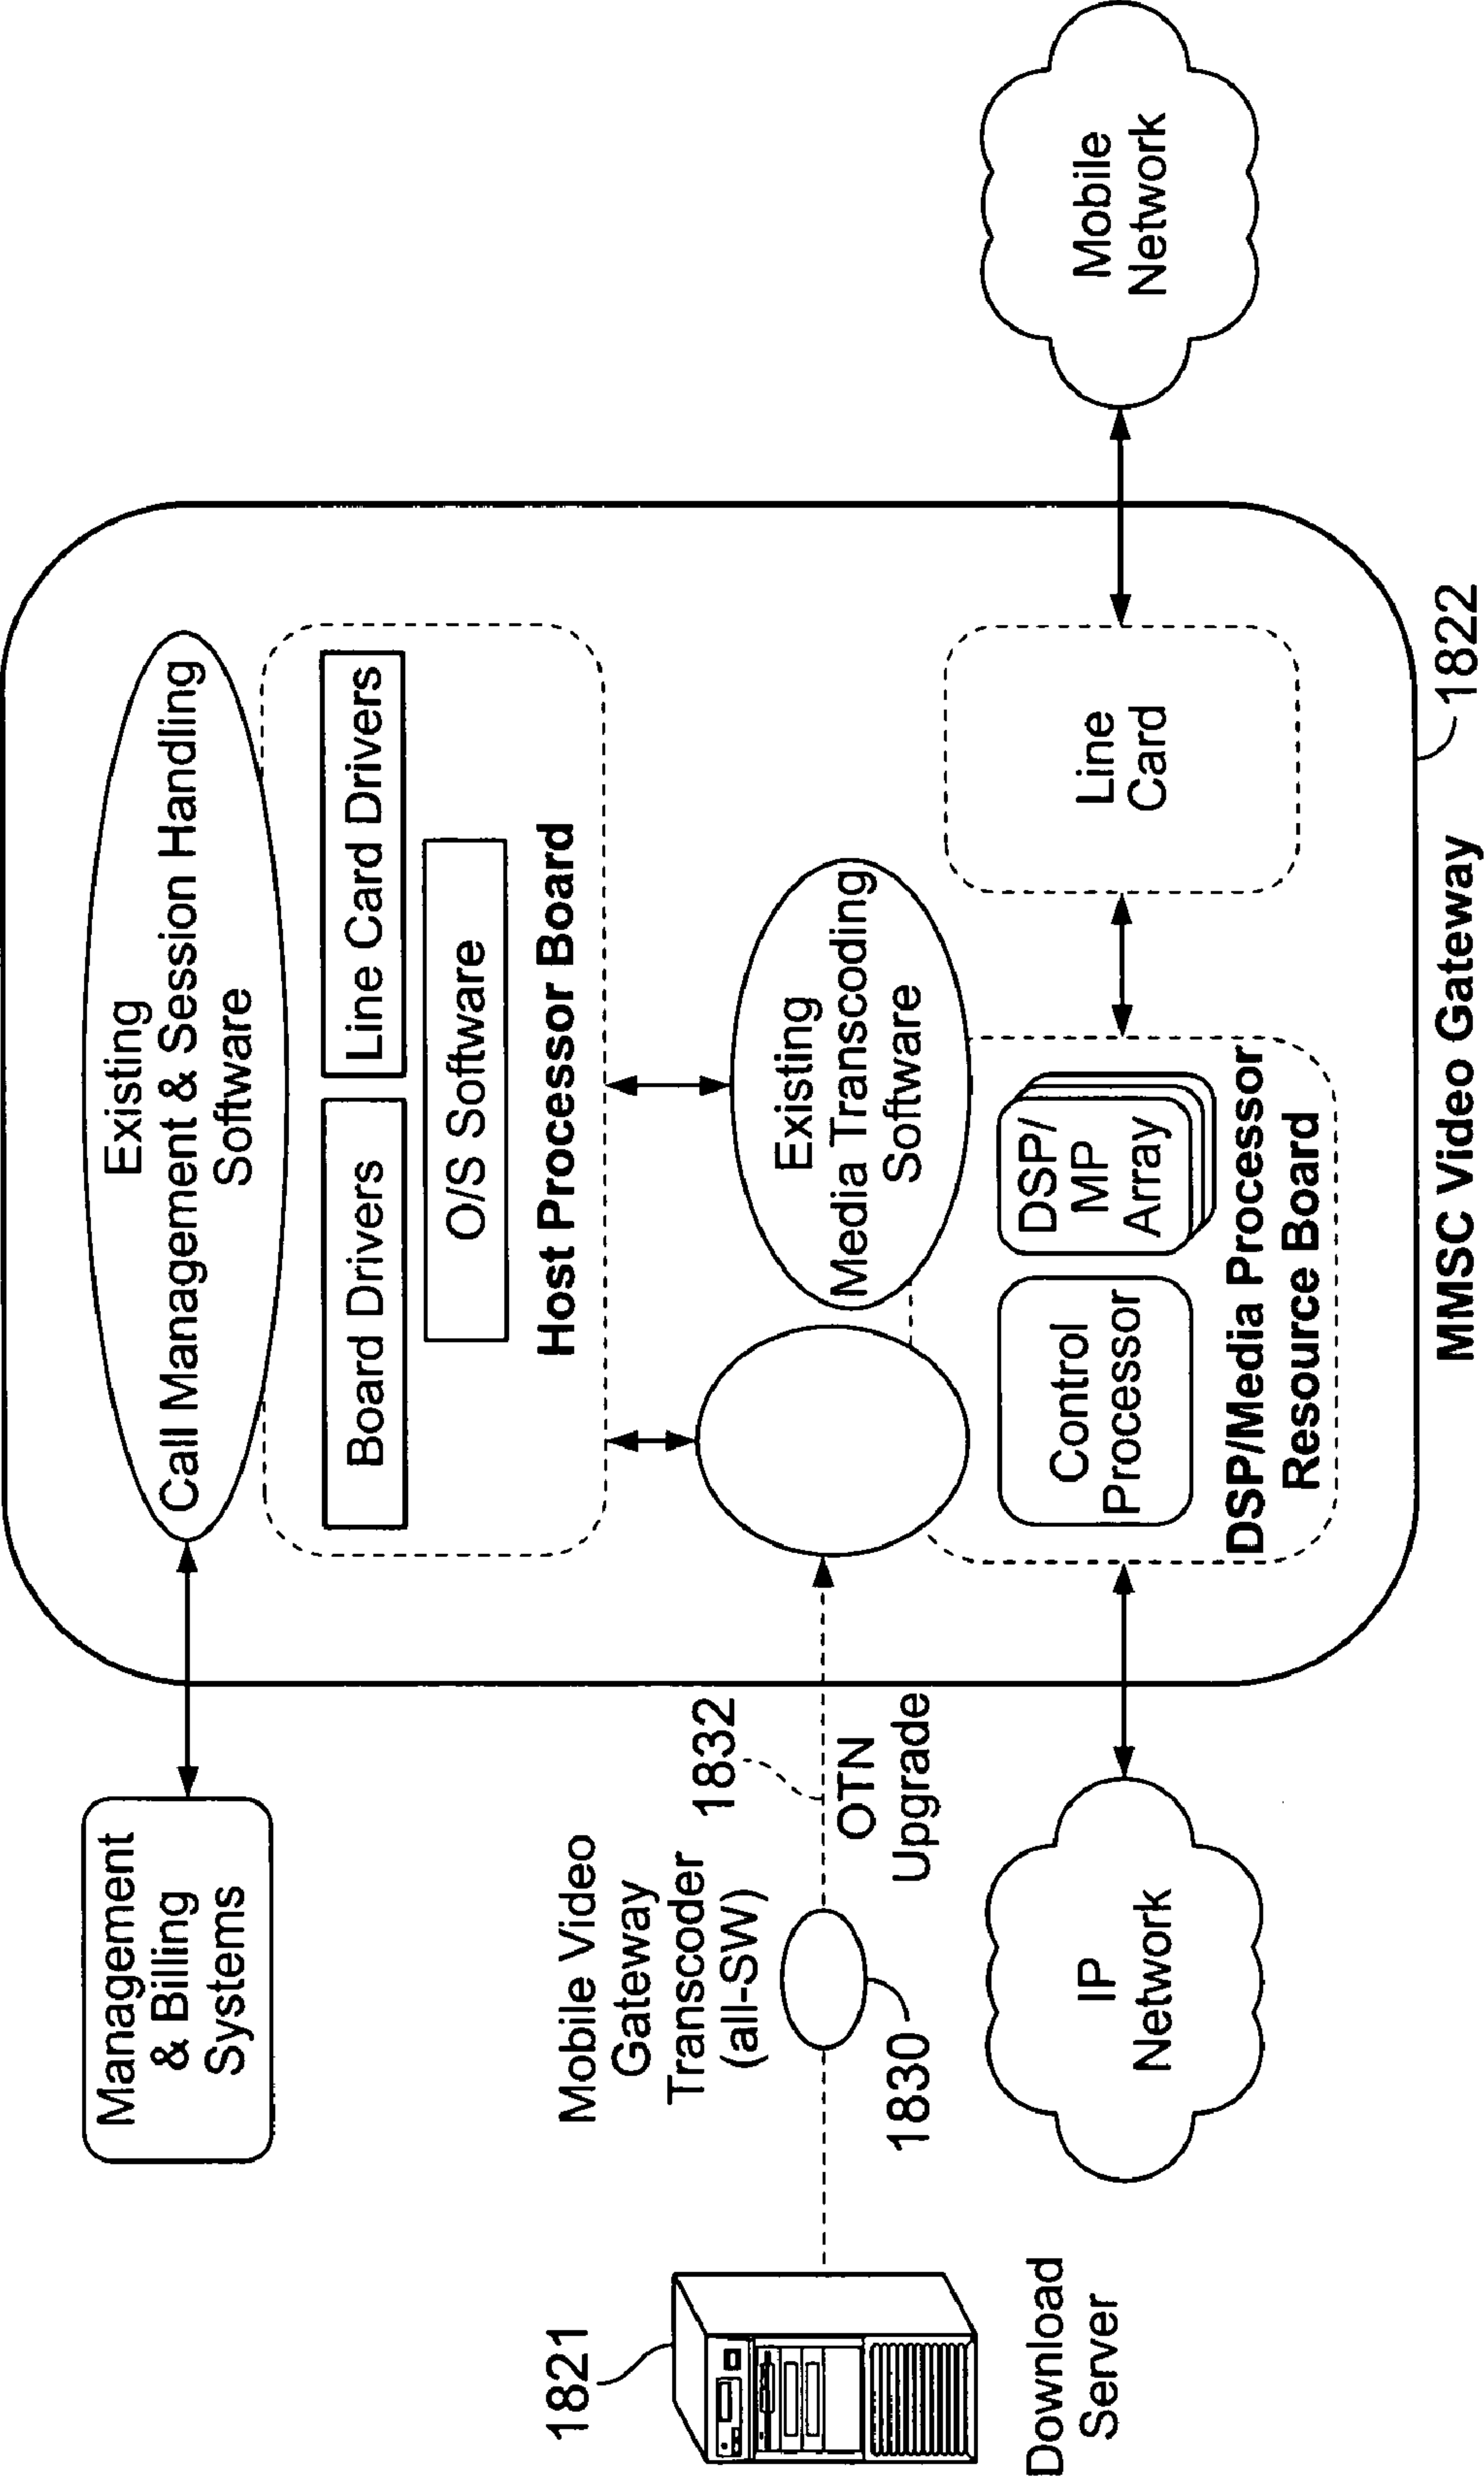 Management
& Billing
Systems
Existing
Call Management & Session Handling
Software
Board Drivers
Line Card Drivers
O/S Software
Host Processor Board
1821
Download
Server
Mobile Video
Gateway
Transcoder
(all-SW)
1830
1832
OTN
Upgrade
Existing
Media Transcoding
Software
IP
Network
Control
Processor
DSP/
MP
Array
DSP/Media Processor
Resource Board
Line
Card
Mobile
Network
MMSC Video Gateway
1822